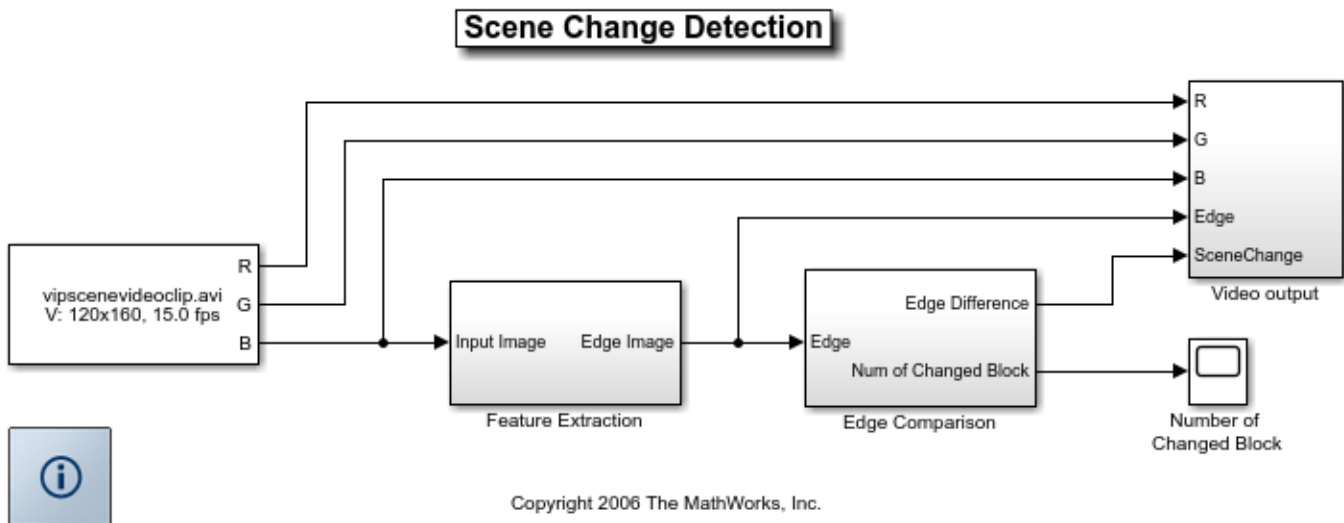 Scene Change Detection
R
G
B
Edge
SceneChange
Video output
vipscenevideoclip.avi
V: 120x160, 15.0 fps
R
G
B
Input Image
Edge Image
Feature Extraction
Edge
Edge Difference
Num of Changed Block
Edge Comparison
Number of
Changed Block
i
Copyright 2006 The MathWorks, Inc.